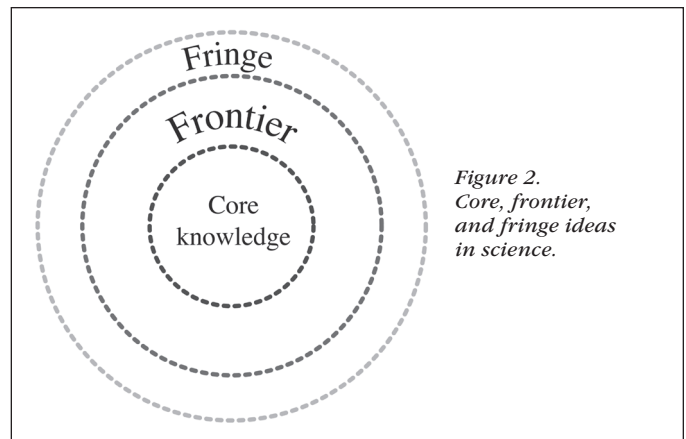 Fringe
Frontier
Core
knowledge
Figure 2.
Core, frontier,
and fringe ideas
in science.